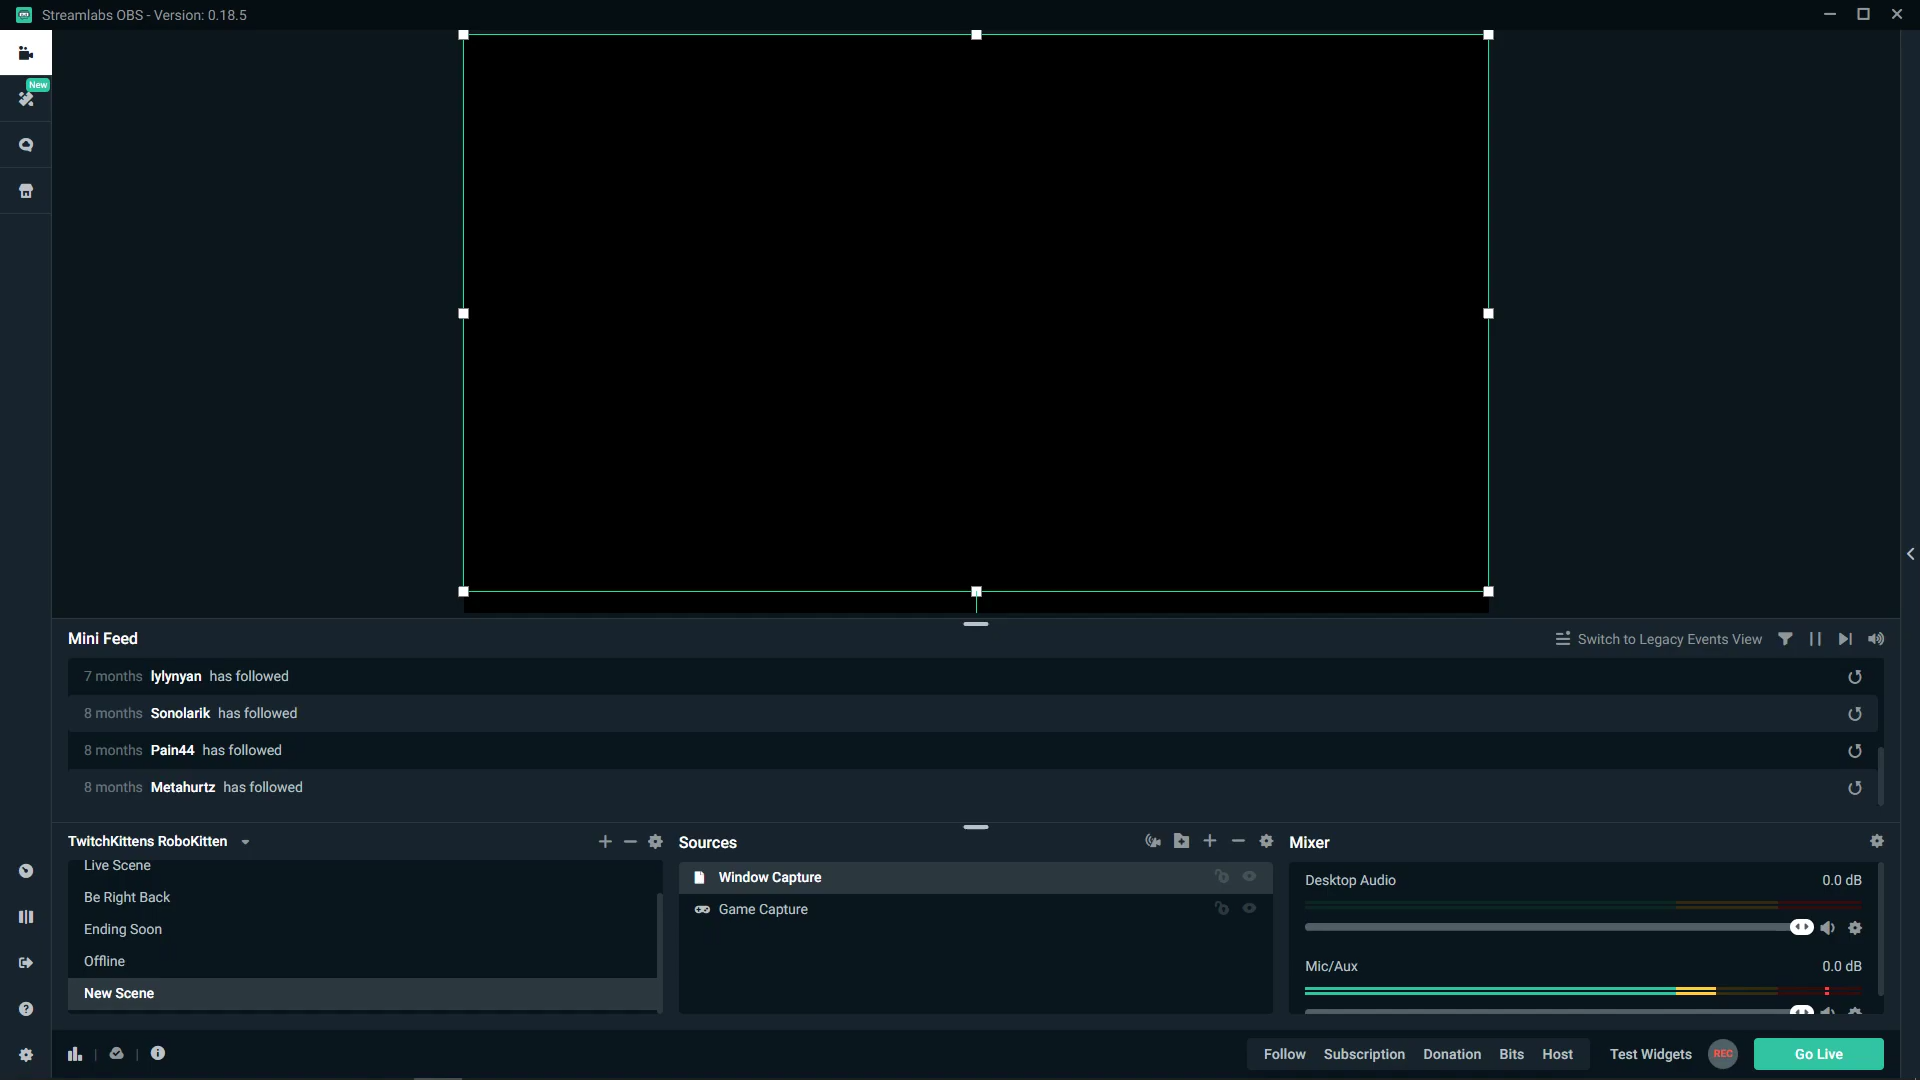 Streamlabs OBS - Version: 0.18.5
New
Mini Feed
Switch to Legacy Events View
7 months lylynyan has followed
8 months Sonolarik has followed
8 months Pain44 has followed
8 months Metahurtz has followed
TwitchKittens RoboKitten
Live Scene
Be Right Back
Ending Soon
Offline
New Scene
Sources
Window Capture
Game Capture
Mixer
Desktop Audio 0.0 dB
Mic/Aux 0.0 dB
Follow Subscription Donation Bits Host Test Widgets REC Go Live